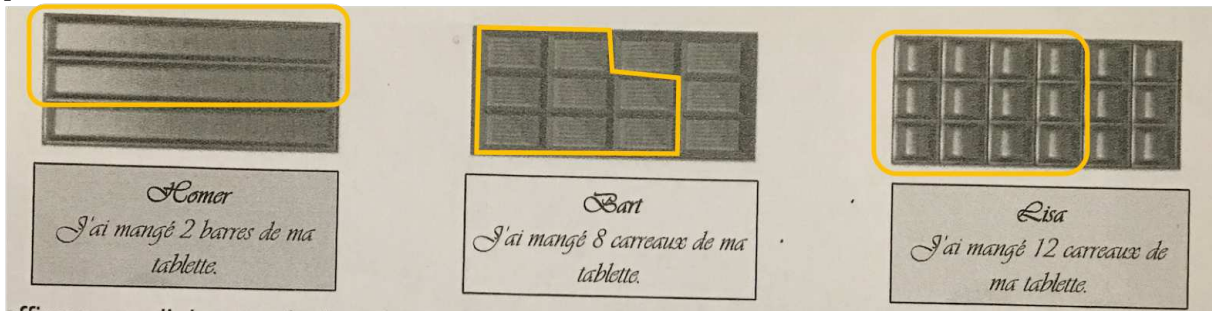 Homer
J'ai mangé 2 barres de ma
tablette.
Bart
J'ai mangé 8 carreaux de ma
tablette.
Lisa
J'ai mangé 12 carreaux de
ma tablette.